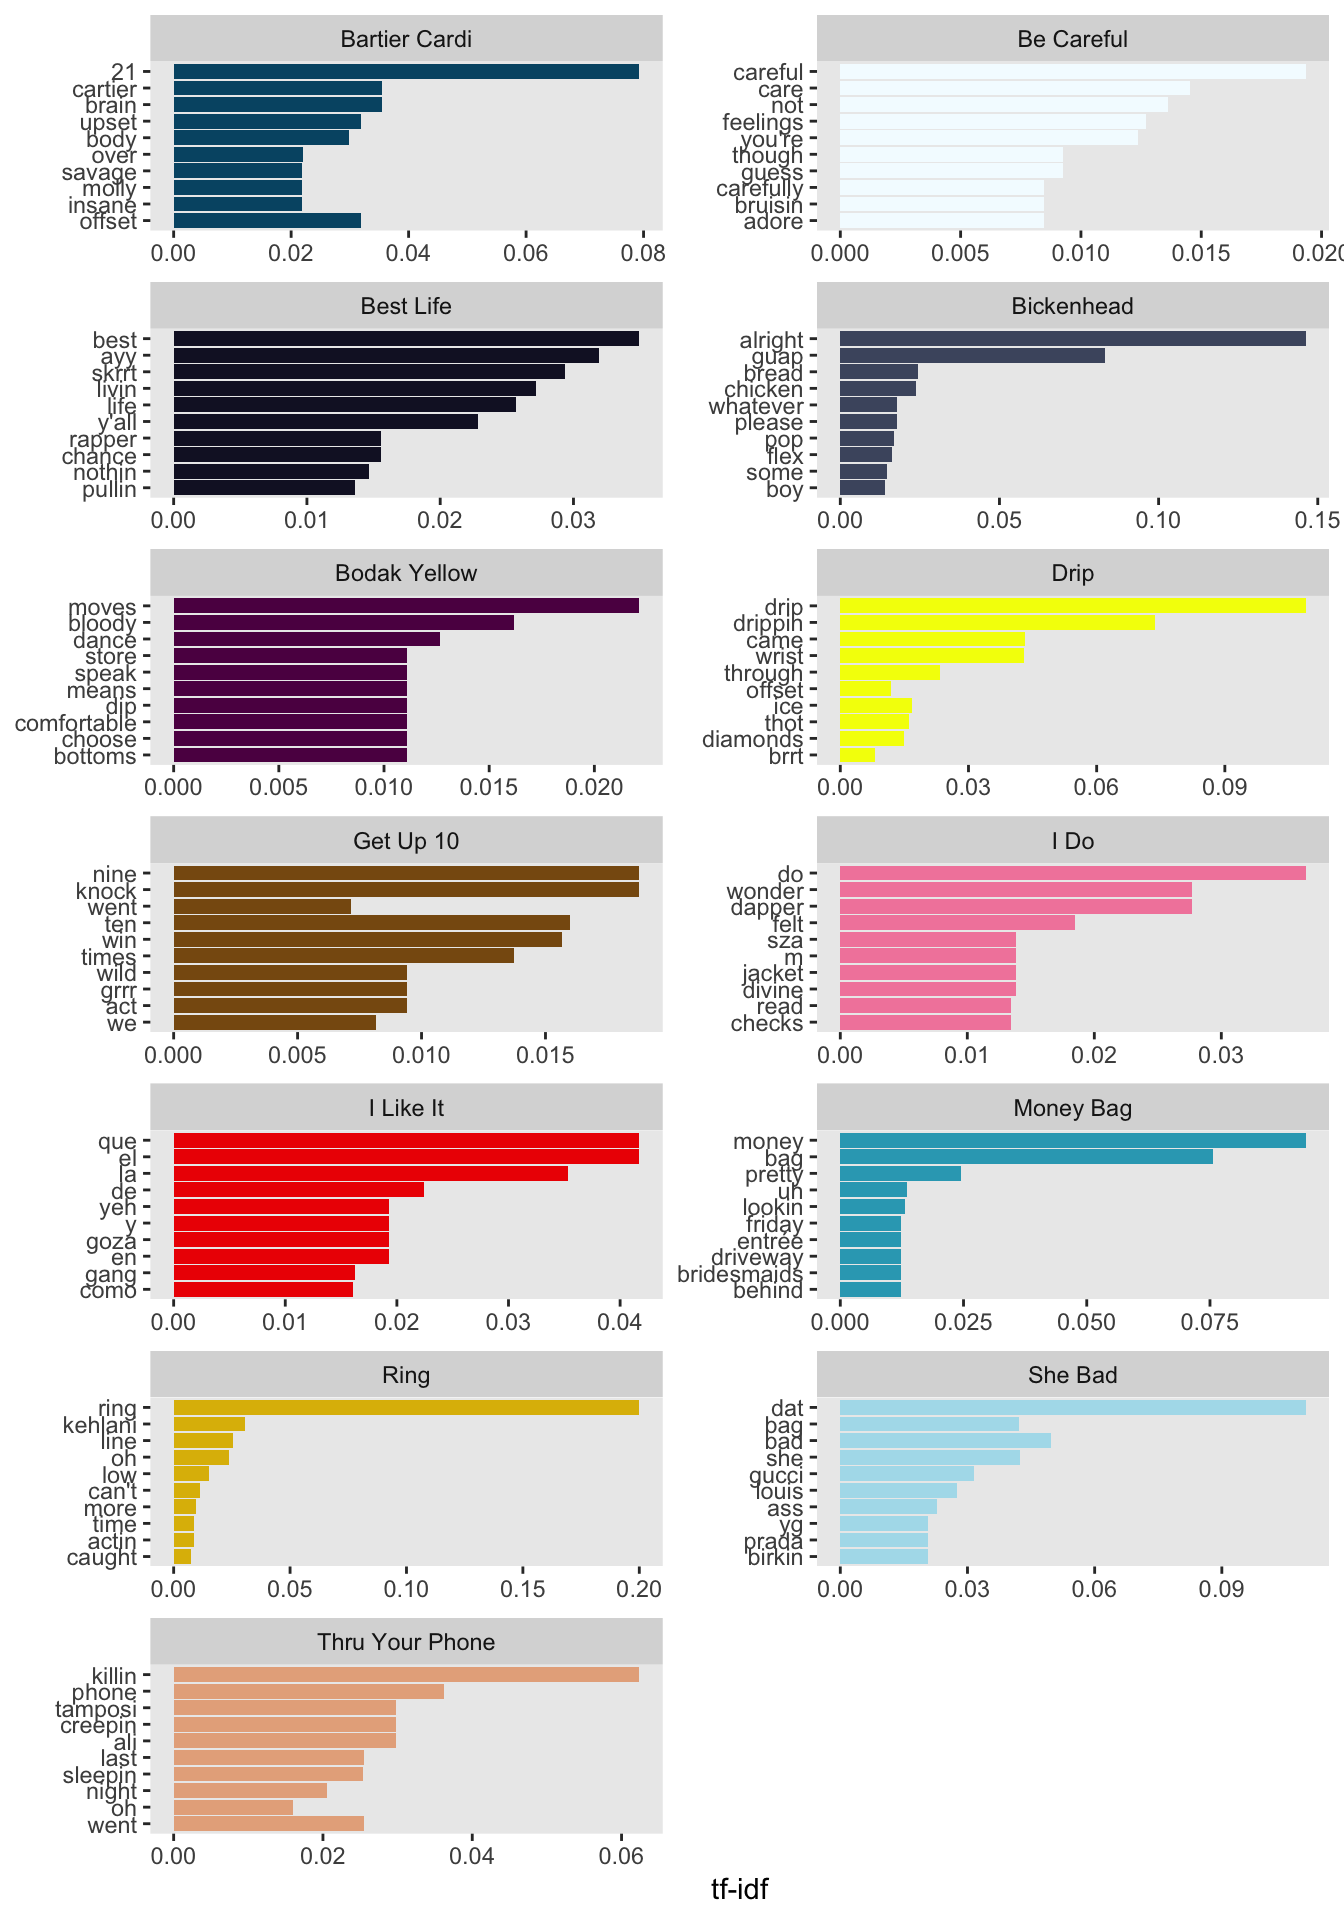 Bartier Cardi
21
cartier
brain
upset
body
over
savage
molly
insane
offset
0.00 0.02 0.04 0.06 0.08
Be Careful
careful
care
not
feelings
you're
though
guess
carefully
bruisin
adore
0.000 0.005 0.010 0.015 0.020
Best Life
best
ayy
skrrt
livin
life
y'all
rapper
chance
nothin
pullin
0.00 0.01 0.02 0.03
Bickenhead
alright
guap
bread
chicken
whatever
please
pop
flex
some
boy
0.00 0.05 0.10 0.15
Bodak Yellow
moves
bloody
dance
store
speak
means
dip
comfortable
choose
bottoms
0.000 0.005 0.010 0.015 0.020
Drip
drip
drippin
came
wrist
through
offset
ice
thot
diamonds
brrt
0.00 0.03 0.06 0.09
Get Up 10
nine
knock
went
ten
win
times
wild
grrr
act
we
0.000 0.005 0.010 0.015
I Do
do
wonder
dapper
felt
sza
m
jacket
divine
read
checks
0.00 0.01 0.02 0.03
I Like It
que
el
la
de
yeh
y
goza
en
gang
como
0.00 0.01 0.02 0.03 0.04
Money Bag
money
bag
pretty
uh
lookin
friday
entrée
driveway
bridesmaids
behind
0.000 0.025 0.050 0.075
Ring
ring
kehlani
line
oh
low
can't
more
time
actin
caught
0.00 0.05 0.10 0.15 0.20
She Bad
dat
bag
bad
she
gucci
louis
ass
yg
prada
birkin
0.00 0.03 0.06 0.09
Thru Your Phone
killin
phone
tamposi
creepin
ali
last
sleepin
night
oh
went
0.00 0.02 0.04 0.06
tf-idf